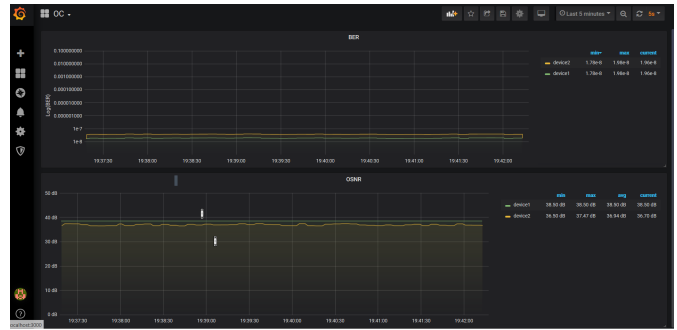 OC
Last 5 minutes
5s
BER
Log(BER)
0.100000000
0.010000000
0.001000000
0.000100000
0.000010000
0.000001000
1e-7
1e-8
19:37:30 19:38:00 19:38:30 19:39:00 19:39:30 19:40:00 19:40:30 19:41:00 19:41:30 19:42:00
min max current
device2 1.78e-8 1.98e-8 1.96e-8
device1 1.78e-8 1.98e-8 1.96e-8
OSNR
50 dB
40 dB
30 dB
20 dB
10 dB
0 dB
19:37:30 19:38:00 19:38:30 19:39:00 19:39:30 19:40:00 19:40:30 19:41:00 19:41:30 19:42:00
min max avg current
device1 38.50 dB 38.50 dB 38.50 dB 38.50 dB
device2 36.50 dB 37.47 dB 36.94 dB 36.70 dB
ocalhost:3000